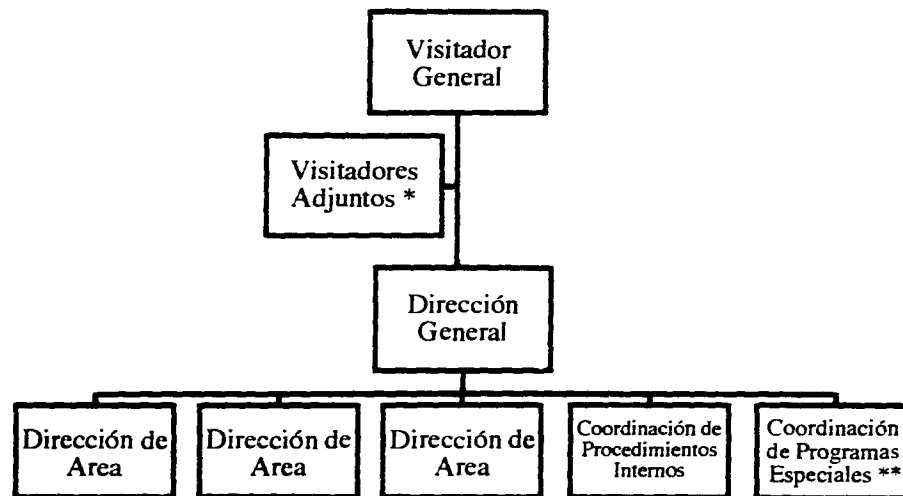 Visitador
General
Visitadores
Adjuntos *
Dirección
General
Dirección de
Area
Dirección de
Area
Dirección de
Area
Coordinación de
Procedimientos
Internos
Coordinación
de Programas
Especiales **